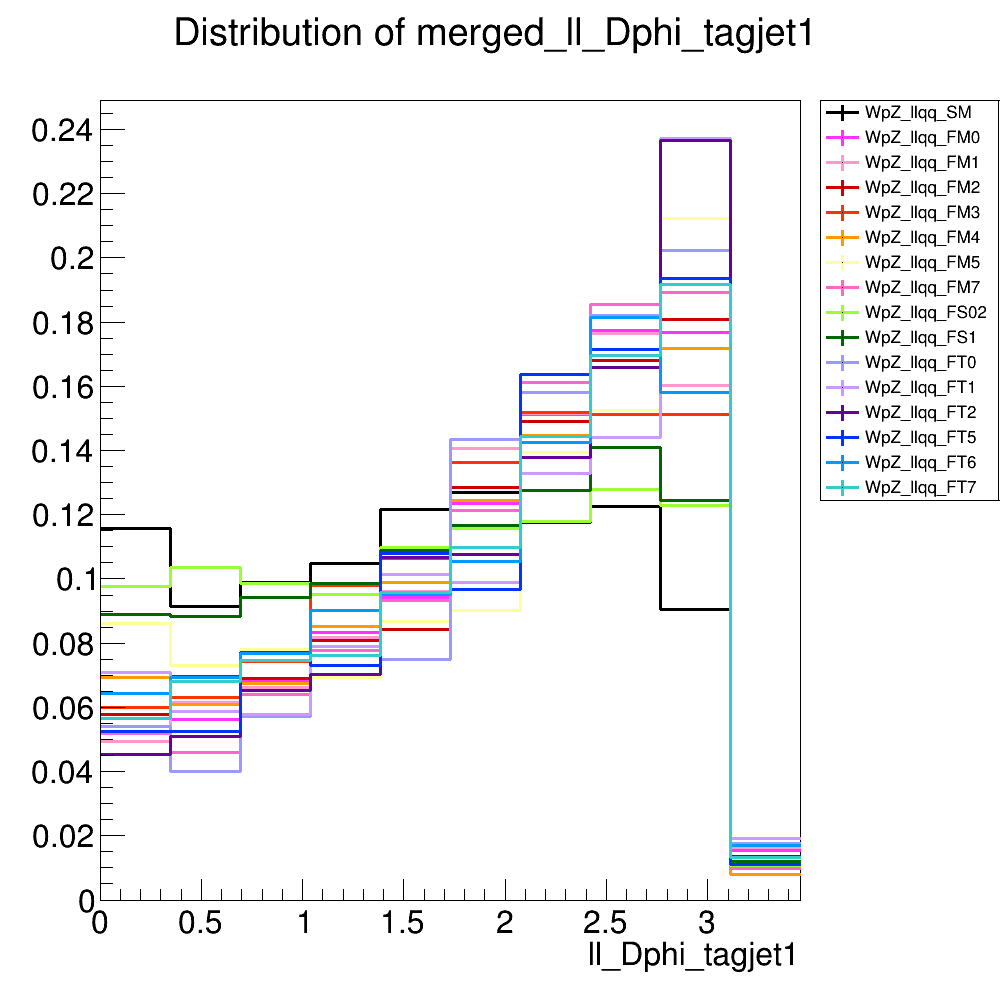 Distribution of merged_ll_Dphi_tagjet1
0.24
0.22
0.2
0.18
0.16
0.14
0.12
0.1
0.08
0.06
0.04
0.02
0
0 0.5 1 1.5 2 2.5 3
ll_Dphi_tagjet1
WpZ_llqq_SM
WpZ_llqq_FM0
WpZ_llqq_FM1
WpZ_llqq_FM2
WpZ_llqq_FM3
WpZ_llqq_FM4
WpZ_llqq_FM5
WpZ_llqq_FM7
WpZ_llqq_FS02
WpZ_llqq_FS1
WpZ_llqq_FT0
WpZ_llqq_FT1
WpZ_llqq_FT2
WpZ_llqq_FT5
WpZ_llqq_FT6
WpZ_llqq_FT7